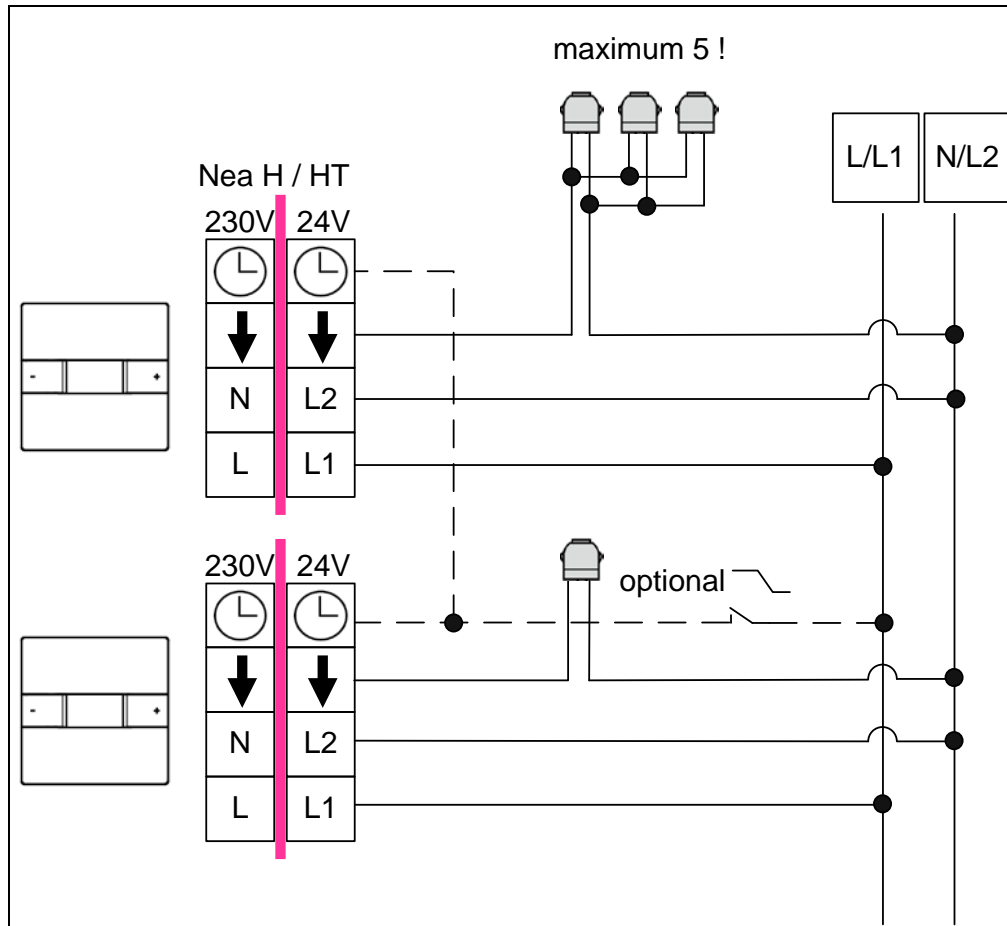 maximum 5 !
L/L1 N/L2
Nea H / HT
230V 24V
- +
N L2
L L1
230V 24V
optional
- +
N L2
L L1